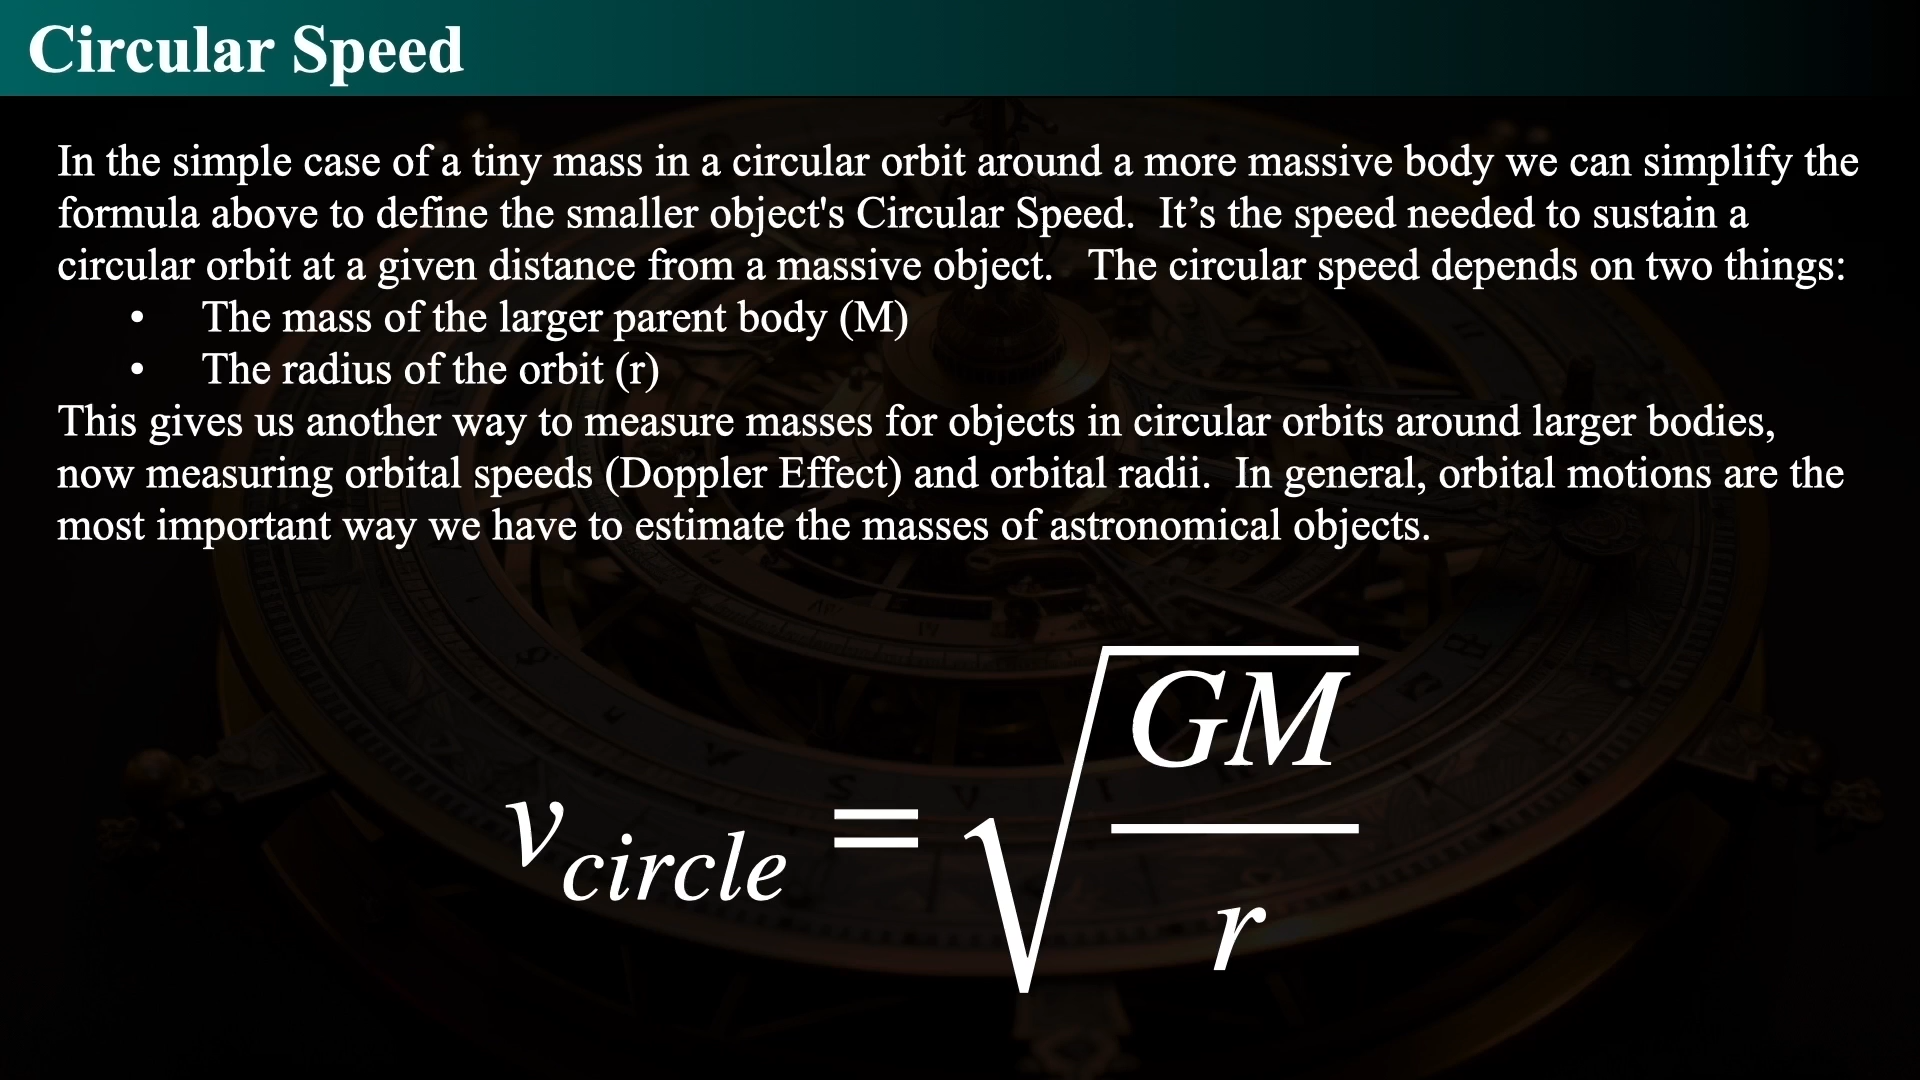 Circular Speed
In the simple case of a tiny mass in a circular orbit around a more massive body we can simplify the
formula above to define the smaller object's Circular Speed.  It’s the speed needed to sustain a
circular orbit at a given distance from a massive object.   The circular speed depends on two things:
• The mass of the larger parent body (M)
• The radius of the orbit (r)
This gives us another way to measure masses for objects in circular orbits around larger bodies,
now measuring orbital speeds (Doppler Effect) and orbital radii.  In general, orbital motions are the
most important way we have to estimate the masses of astronomical objects.
v_circle = √(GM/r)